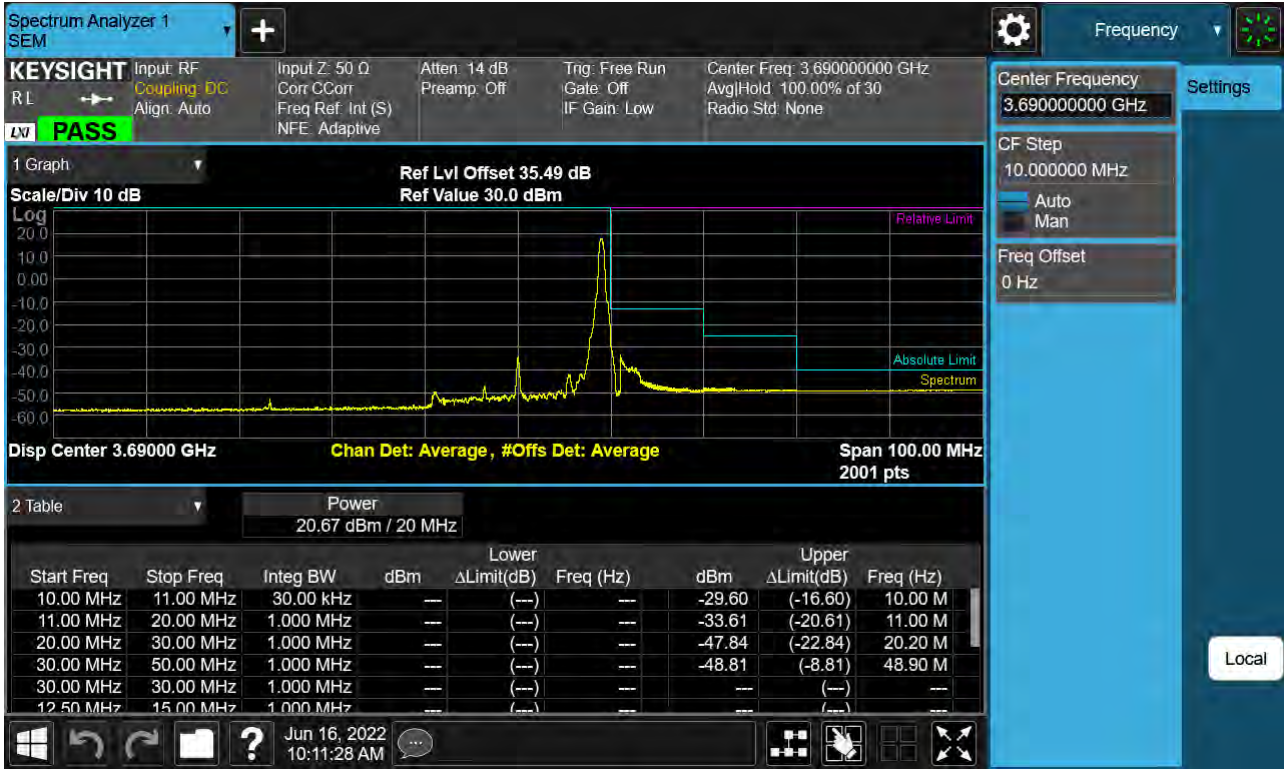 Spectrum Analyzer 1
SEM
Frequency
KEYSIGHT
Input: RF
Coupling: DC
Align: Auto
Input Z: 50 Ω
Corr CCorr
Freq Ref: Int (S)
NFE: Adaptive
Atten: 14 dB
Preamp: Off
Trig: Free Run
Gate: Off
IF Gain: Low
Center Freq: 3.690000000 GHz
Avg|Hold: 100.00% of 30
Radio Std: None
R L
LXI PASS
Center Frequency
3.690000000 GHz
Settings
CF Step
10.000000 MHz
Auto
Man
Freq Offset
0 Hz
1 Graph
Scale/Div 10 dB
Ref Lvl Offset 35.49 dB
Ref Value 30.0 dBm
Log
20.0
10.0
0.00
-10.0
-20.0
-30.0
-40.0
-50.0
-60.0
Relative Limit
Absolute Limit
Spectrum
Disp Center 3.69000 GHz
Chan Det: Average, #Offs Det: Average
Span 100.00 MHz
2001 pts
2 Table
Power
20.67 dBm / 20 MHz
Lower Upper
Start Freq Stop Freq Integ BW dBm ΔLimit(dB) Freq (Hz) dBm ΔLimit(dB) Freq (Hz)
10.00 MHz 11.00 MHz 30.00 kHz --- (---) --- -29.60 (-16.60) 10.00 M
11.00 MHz 20.00 MHz 1.000 MHz --- (---) --- -33.61 (-20.61) 11.00 M
20.00 MHz 30.00 MHz 1.000 MHz --- (---) --- -47.84 (-22.84) 20.20 M
30.00 MHz 50.00 MHz 1.000 MHz --- (---) --- -48.81 (-8.81) 48.90 M
30.00 MHz 30.00 MHz 1.000 MHz --- (---) --- --- (---) ---
12.50 MHz 15.00 MHz 1.000 MHz --- (---) --- --- (---) ---
Local
?
Jun 16, 2022
10:11:28 AM